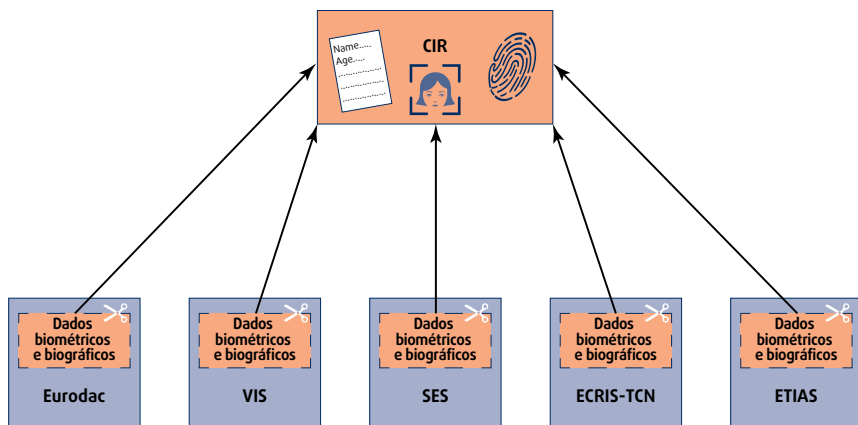 CIR
Name.....
Age....
Dados
biométricos
e biográficos
Eurodac
Dados
biométricos
e biográficos
VIS
Dados
biométricos
e biográficos
SES
Dados
biométricos
e biográficos
ECRIS-TCN
Dados
biométricos
e biográficos
ETIAS